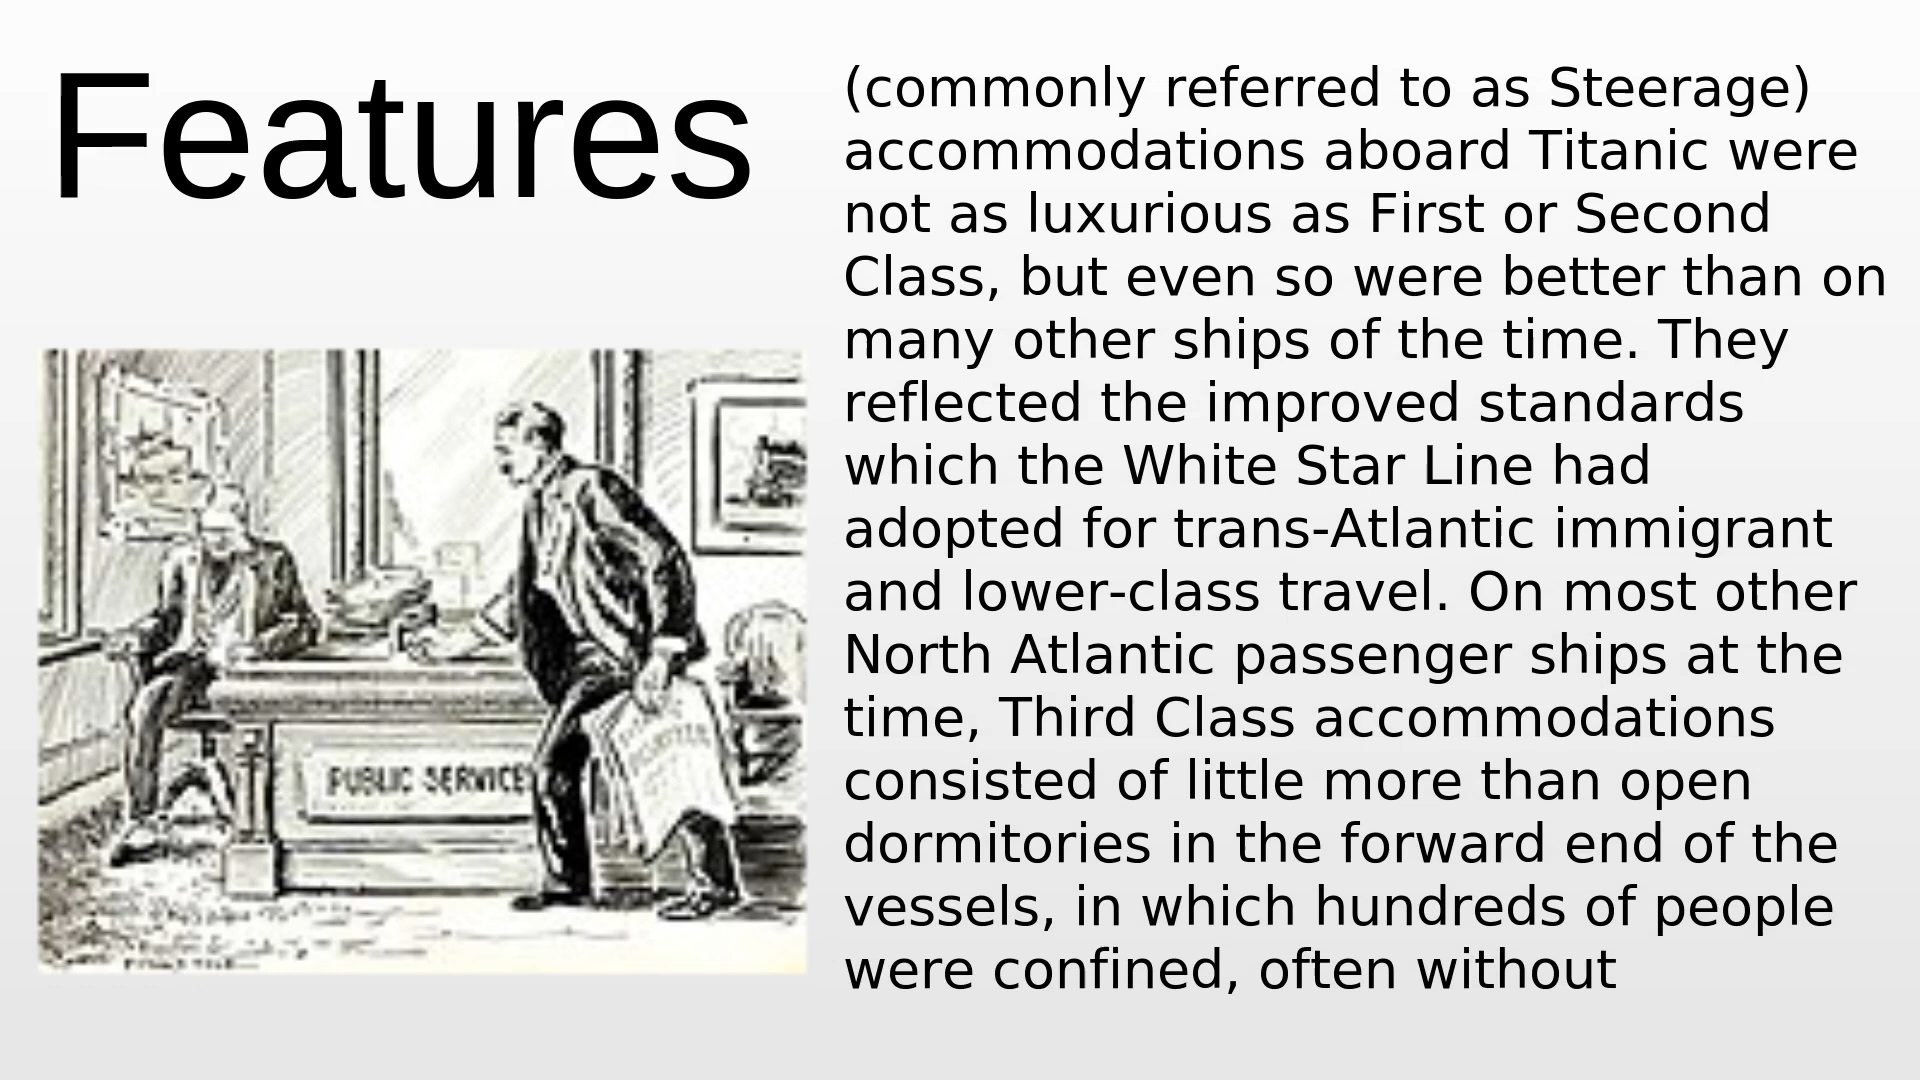 Features
(commonly referred to as Steerage)
accommodations aboard Titanic were
not as luxurious as First or Second
Class, but even so were better than on
many other ships of the time. They
reflected the improved standards
which the White Star Line had
adopted for trans-Atlantic immigrant
and lower-class travel. On most other
North Atlantic passenger ships at the
time, Third Class accommodations
consisted of little more than open
dormitories in the forward end of the
vessels, in which hundreds of people
were confined, often without
PUBLIC SERVICE